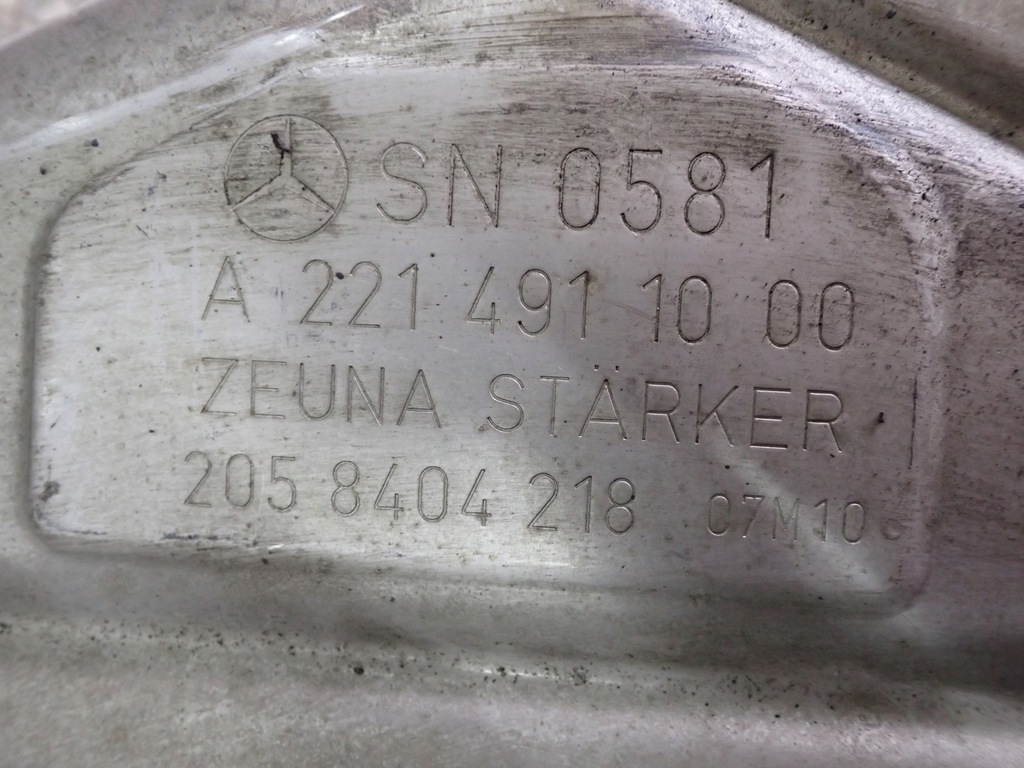 SN 0581
A 221 491 10 00
ZEUNA STÄRKER
205 8404 218 07M10